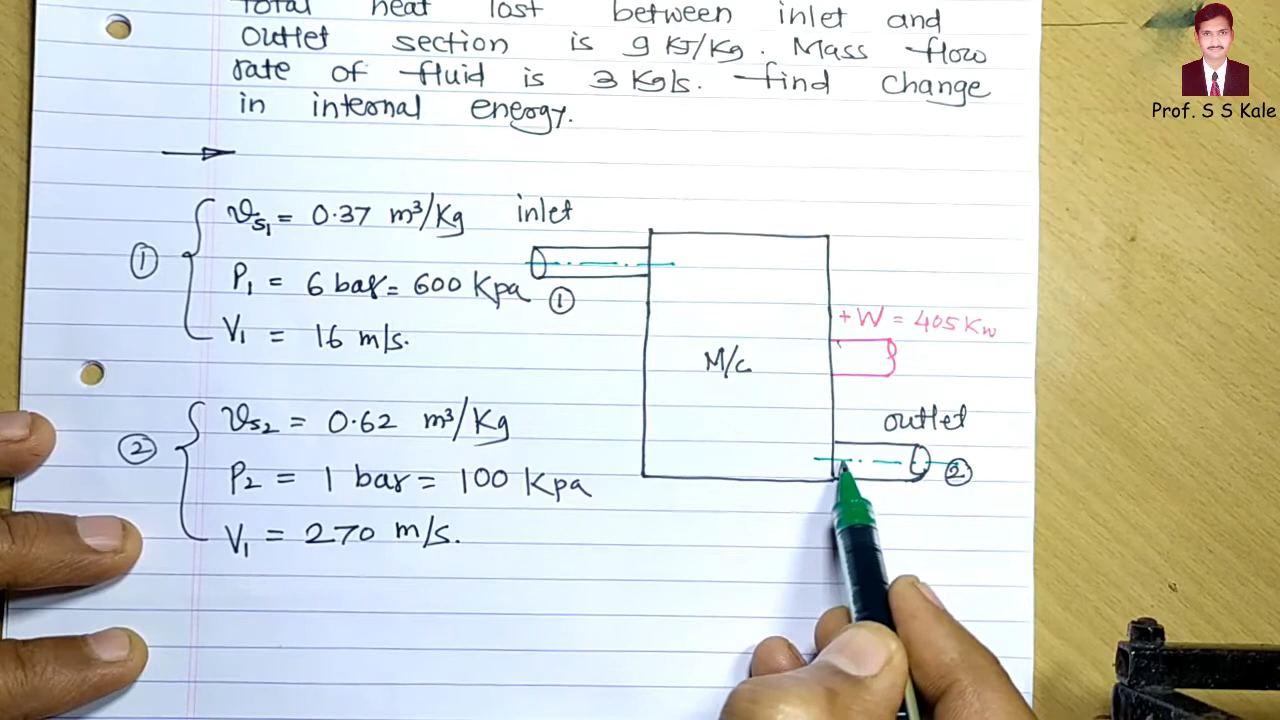 Total heat lost between inlet and
outlet section is 9 KJ/Kg. Mass flow
rate of fluid is 3 Kg/s. find change
in internal energy.
Prof. S S Kale
① vs1 = 0.37 m³/Kg
P1 = 6 bar = 600 Kpa
V1 = 16 m/s.
② vs2 = 0.62 m³/Kg
P2 = 1 bar = 100 Kpa
V1 = 270 m/s.
inlet
①
M/c
+W = 405 Kw
outlet
②